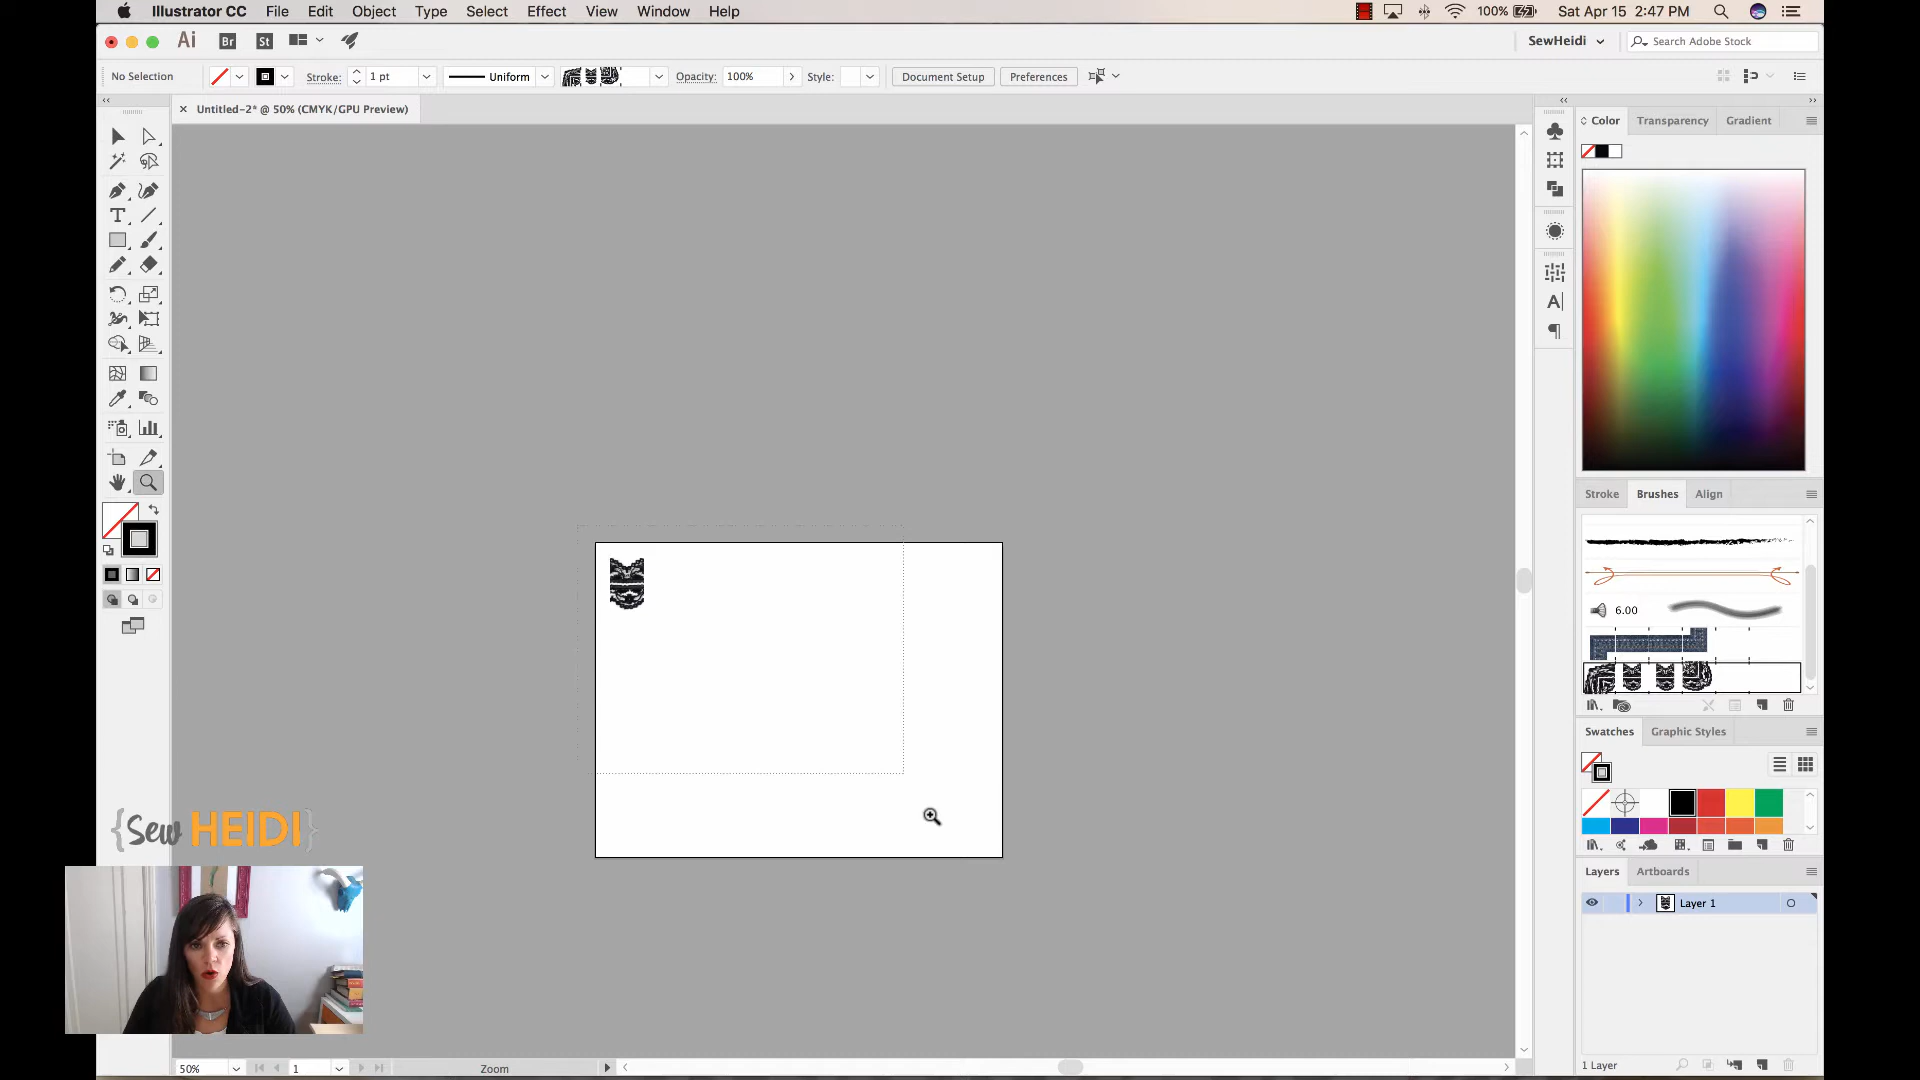 Illustrator CC File Edit Object Type Select Effect View Window Help
100% Sat Apr 15 2:47 PM
Ai Br St SewHeidi Search Adobe Stock
No Selection Stroke: 1 pt Uniform Opacity: 100% Style: Document Setup Preferences
Untitled-2* @ 50% (CMYK/GPU Preview)
Color Transparency Gradient
Stroke Brushes Align
6.00
Swatches Graphic Styles
{Sew HEIDI}
Layers Artboards
Layer 1
50% 1 Zoom
1 Layer